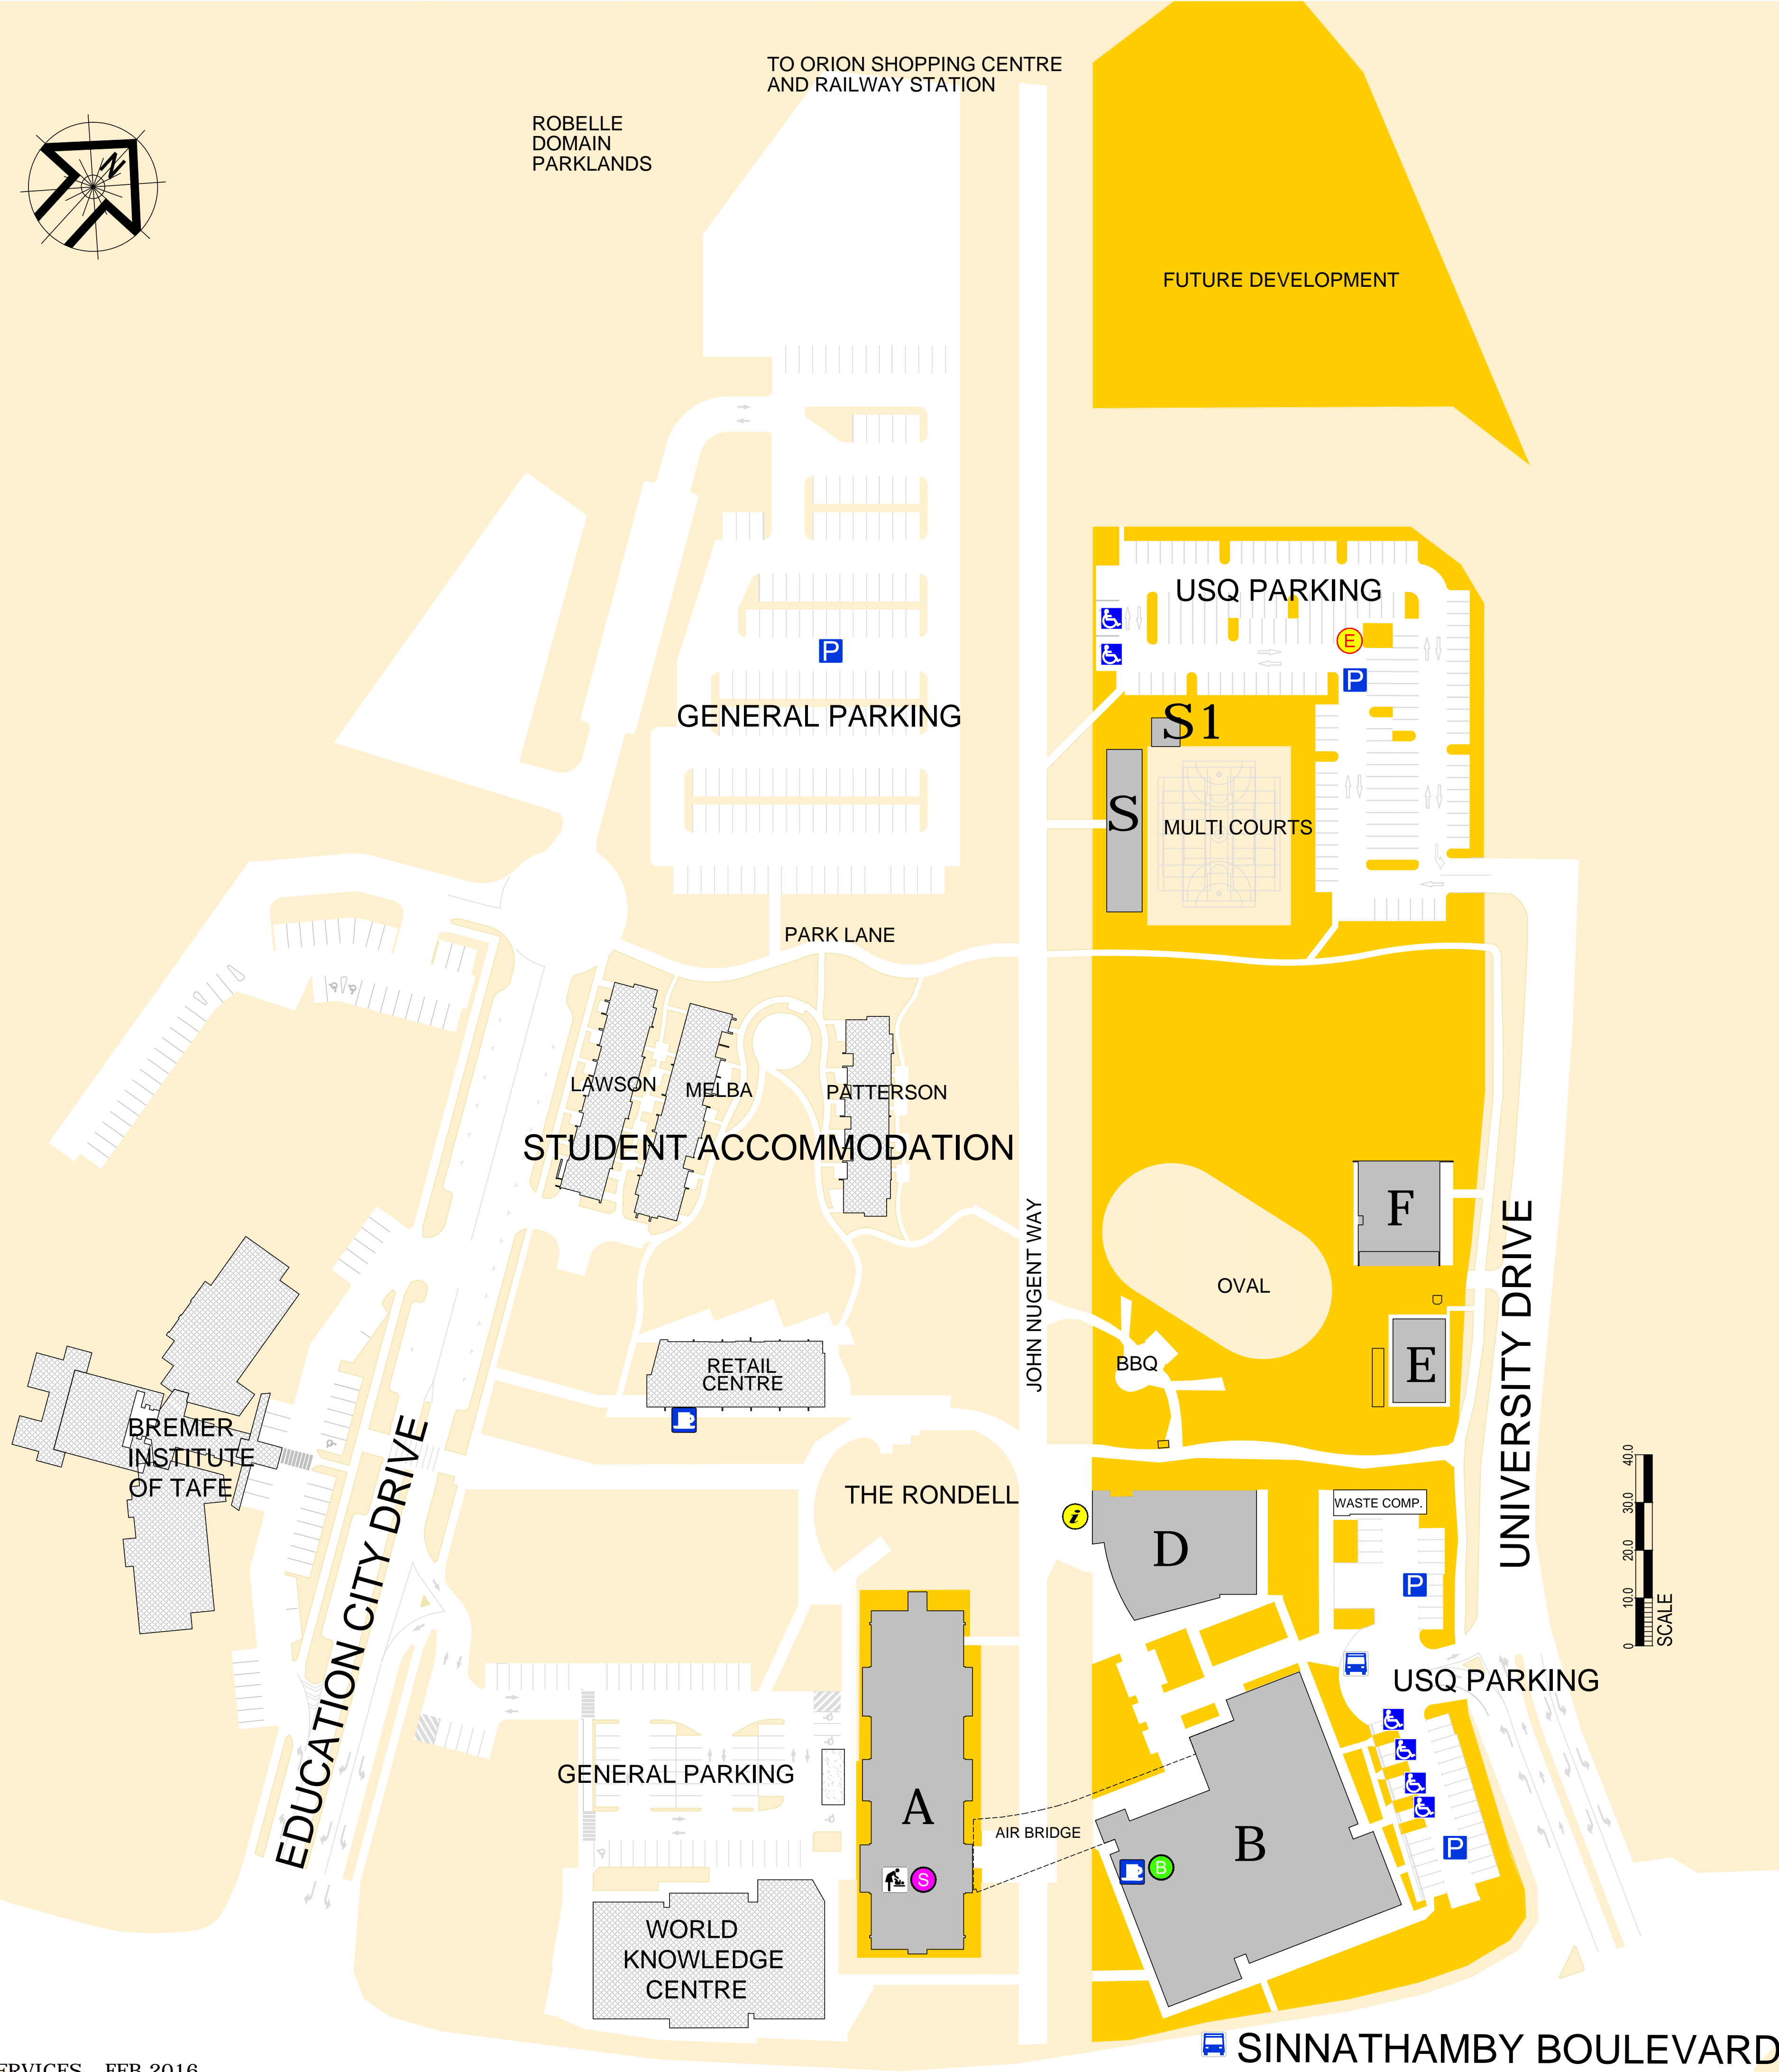 TO ORION SHOPPING CENTRE
AND RAILWAY STATION
ROBELLE
DOMAIN
PARKLANDS
N
FUTURE DEVELOPMENT
USQ PARKING
E
P
P
GENERAL PARKING
S1
S
MULTI COURTS
PARK LANE
LAWSON
MELBA
PATTERSON
STUDENT ACCOMMODATION
JOHN NUGENT WAY
F
OVAL
UNIVERSITY DRIVE
BBQ
E
RETAIL
CENTRE
BREMER
INSTITUTE
OF TAFE
EDUCATION CITY DRIVE
THE RONDELL
i
D
WASTE COMP.
P
0 10.0 20.0 30.0 40.0
SCALE
USQ PARKING
GENERAL PARKING
A
AIR BRIDGE
B
P
S
B
WORLD
KNOWLEDGE
CENTRE
SINNATHAMBY BOULEVARD
ERVICES FEB 2016